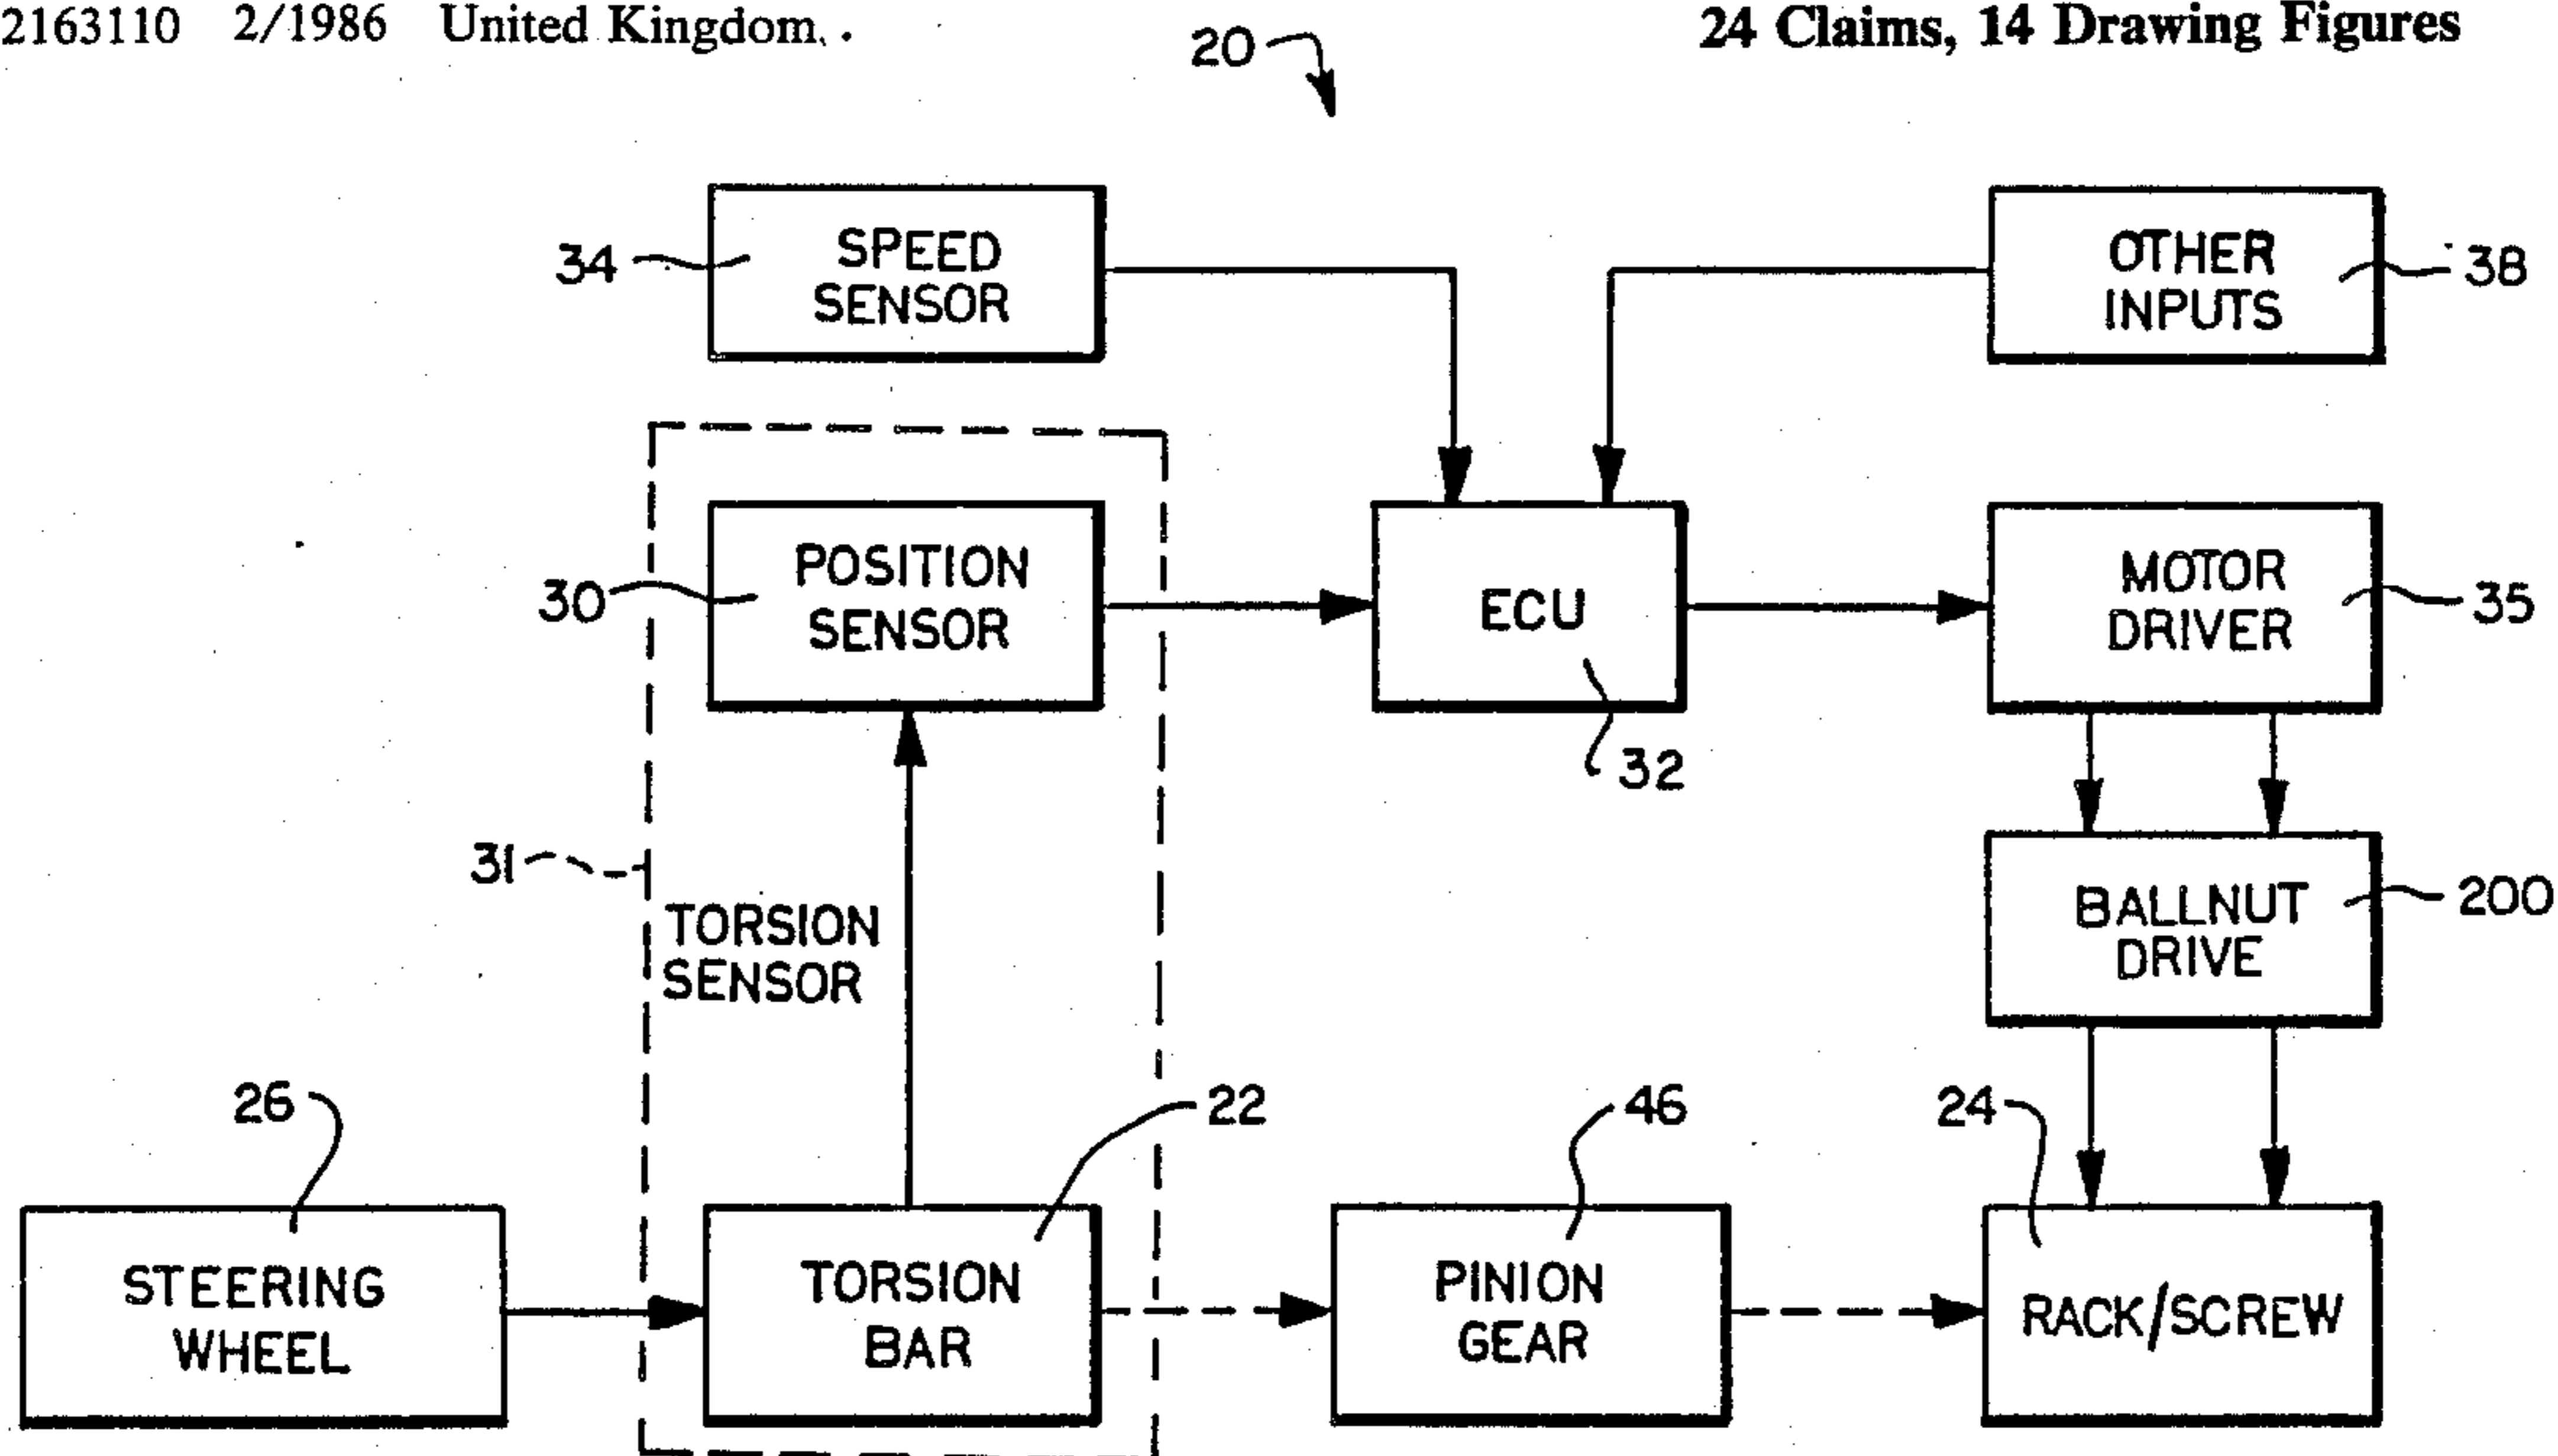 2163110 2/1986 United Kingdom .
24 Claims, 14 Drawing Figures
20
34
SPEED
SENSOR
OTHER
INPUTS
38
30
POSITION
SENSOR
ECU
32
MOTOR
DRIVER
35
31
TORSION
SENSOR
BALLNUT
DRIVE
200
26
STEERING
WHEEL
22
TORSION
BAR
46
PINION
GEAR
24
RACK/SCREW